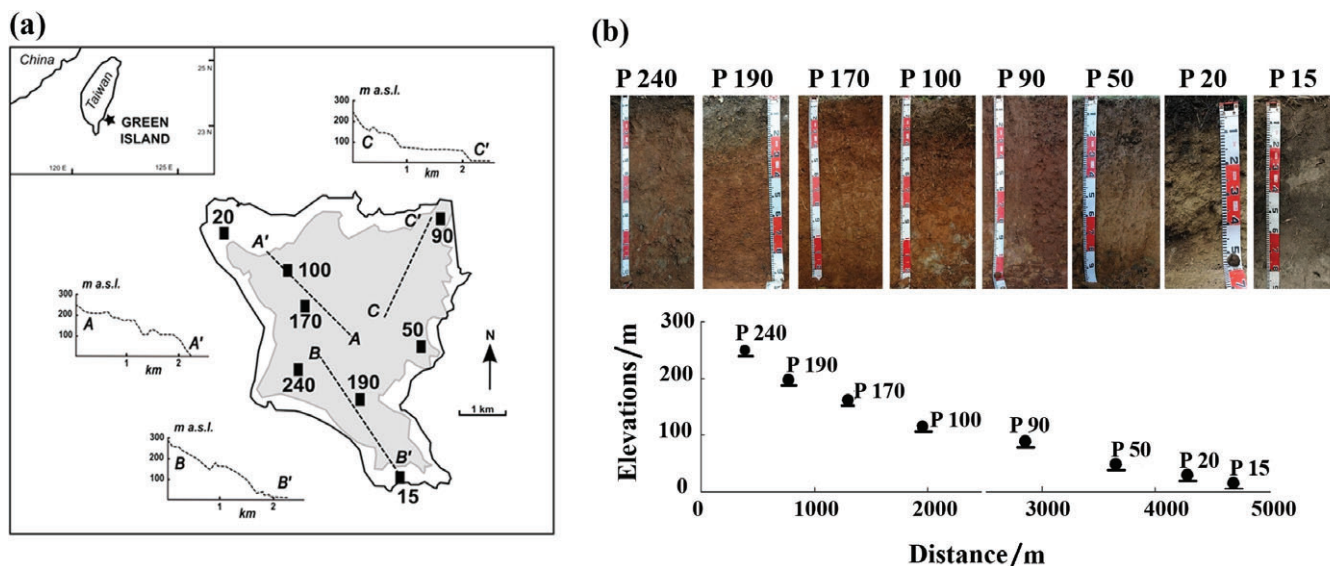 (a)
China
Taiwan
GREEN
ISLAND
25 N
23
120 E
125 E
m a.s.l.
300
200
100
C
C'
1
2
km
20
A'
100
170
A
C'
90
C
50
B
240
190
B'
15
N
1 km
m a.s.l.
300
200
100
A
A'
1
2
km
m a.s.l.
300
200
100
B
B'
1
2
km
(b)
P 240 P 190 P 170 P 100 P 90 P 50 P 20 P 15
Elevations/m
300
200
100
0
P 240
P 190
P 170
P 100
P 90
P 50
P 20
P 15
0 1000 2000 3000 4000 5000
Distance/m